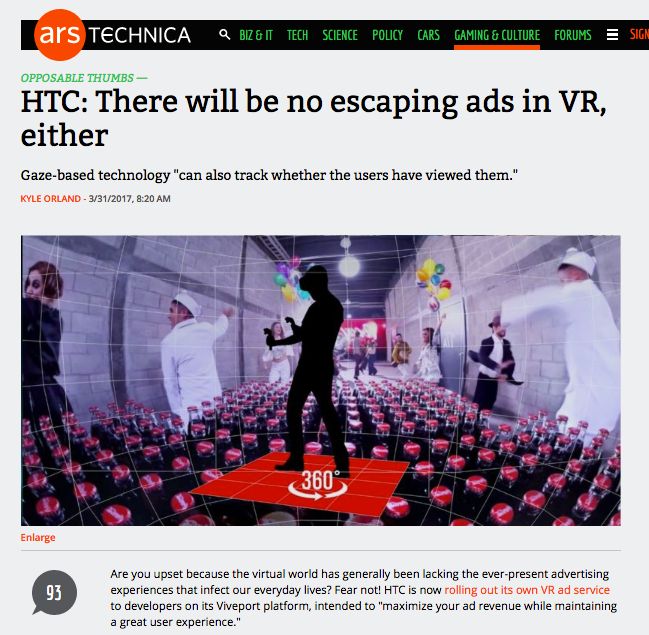 ars TECHNICA BIZ & IT TECH SCIENCE POLICY CARS GAMING & CULTURE FORUMS SIGN
OPPOSABLE THUMBS —
HTC: There will be no escaping ads in VR,
either
Gaze-based technology "can also track whether the users have viewed them."
KYLE ORLAND - 3/31/2017, 8:20 AM
360°
Enlarge
93
Are you upset because the virtual world has generally been lacking the ever-present advertising
experiences that infect our everyday lives? Fear not! HTC is now rolling out its own VR ad service
to developers on its Viveport platform, intended to "maximize your ad revenue while maintaining
a great user experience."